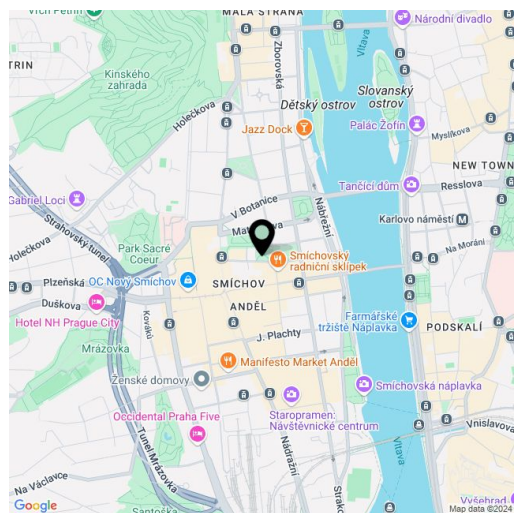 Vrch Petřín
MALÁ STRANA
Národní divadlo
TRIN
Kinského
zahrada
Zborovská
Vltava
Slovanský
ostrov
Dětský ostrov
Holečkova
Jazz Dock
Palác Žofín
Myslíkova
NEW TOWN
Gabriel Loci
Tančící dům
Resslova
V Botanice
Nábřežní
Karlovo náměstí
Strahovský tunel
Holečkova
Park Sacré
Coeur
Na Moráni
Smíchovský
radniční sklípek
Plzeňská
OC Nový Smíchov
SMÍCHOV
Duškova
ANDĚL
Hotel NH Prague City
Kováků
Farmářské
tržiště Náplavka
PODSKALÍ
Mrázovka
J. Plachty
Manifesto Market Anděl
Ženské domovy
Smíchovská náplavka
Staropramen:
Návštěvnické centrum
Occidental Praha Five
Vnislavova
Tunel Mrázovka
Nádražní
Vltava
Na Václavce
Strako
Vyšehrad
Santoška
Google
Map data ©2024